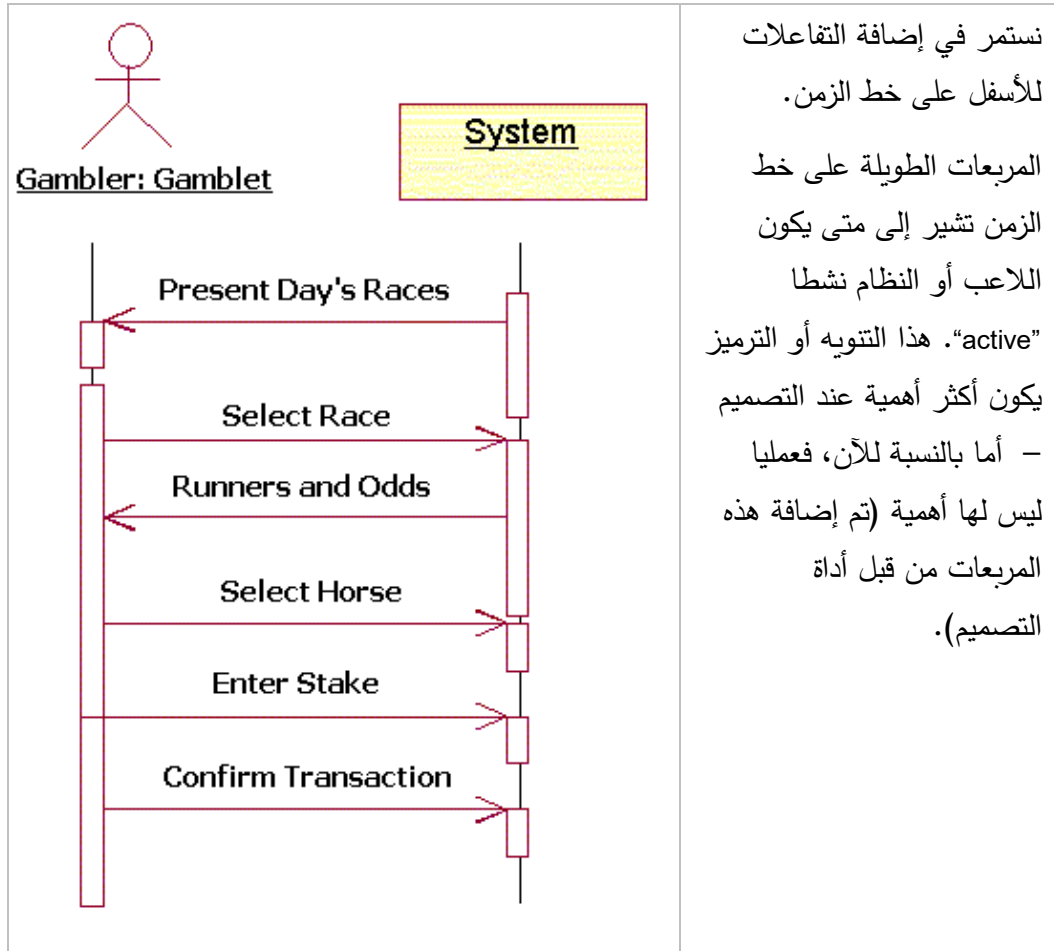 System
Gambler: Gamblet
Present Day's Races
Select Race
Runners and Odds
Select Horse
Enter Stake
Confirm Transaction
نستمر في إضافة التفاعلات
للأسفل على خط الزمن.
المربعات الطويلة على خط
الزمن تشير إلى متى يكون
اللاعب أو النظام نشطا
"active“. هذا التنويه أو الترميز
يكون أكثر أهمية عند التصميم
– أما بالنسبة للآن، فعمليا
ليس لها أهمية (تم إضافة هذه
المربعات من قبل أداة
التصميم).